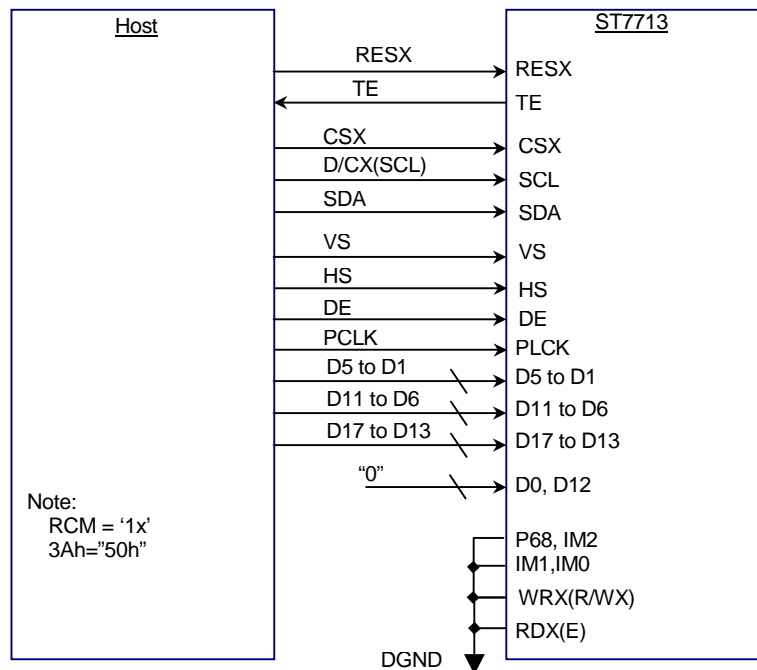 Host
ST7713
RESX
RESX
TE
TE
CSX
CSX
D/CX(SCL)
SCL
SDA
SDA
VS
VS
HS
HS
DE
DE
PCLK
PLCK
D5 to D1
D5 to D1
D11 to D6
D11 to D6
D17 to D13
D17 to D13
“0”
D0, D12
Note:
RCM = ‘1x’
3Ah=”50h”
P68, IM2
IM1,IM0
WRX(R/WX)
RDX(E)
DGND